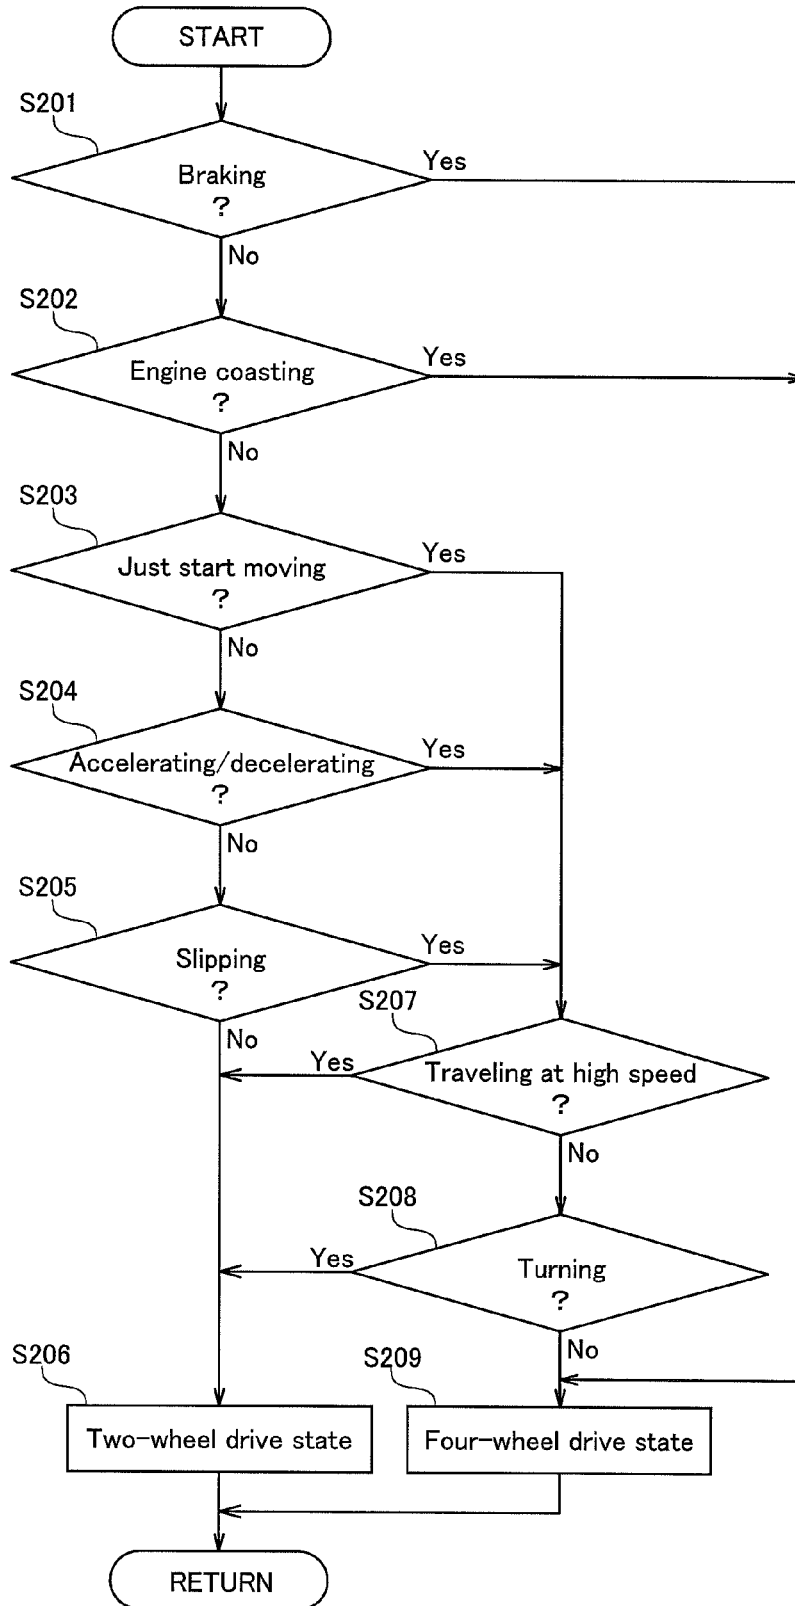 START
S201
Braking
?
Yes
No
S202
Engine coasting
?
Yes
No
S203
Just start moving
?
Yes
No
S204
Accelerating/decelerating
?
Yes
No
S205
Slipping
?
Yes
No
S207
Traveling at high speed
?
Yes
No
S208
Turning
?
Yes
No
S206
Two-wheel drive state
S209
Four-wheel drive state
RETURN